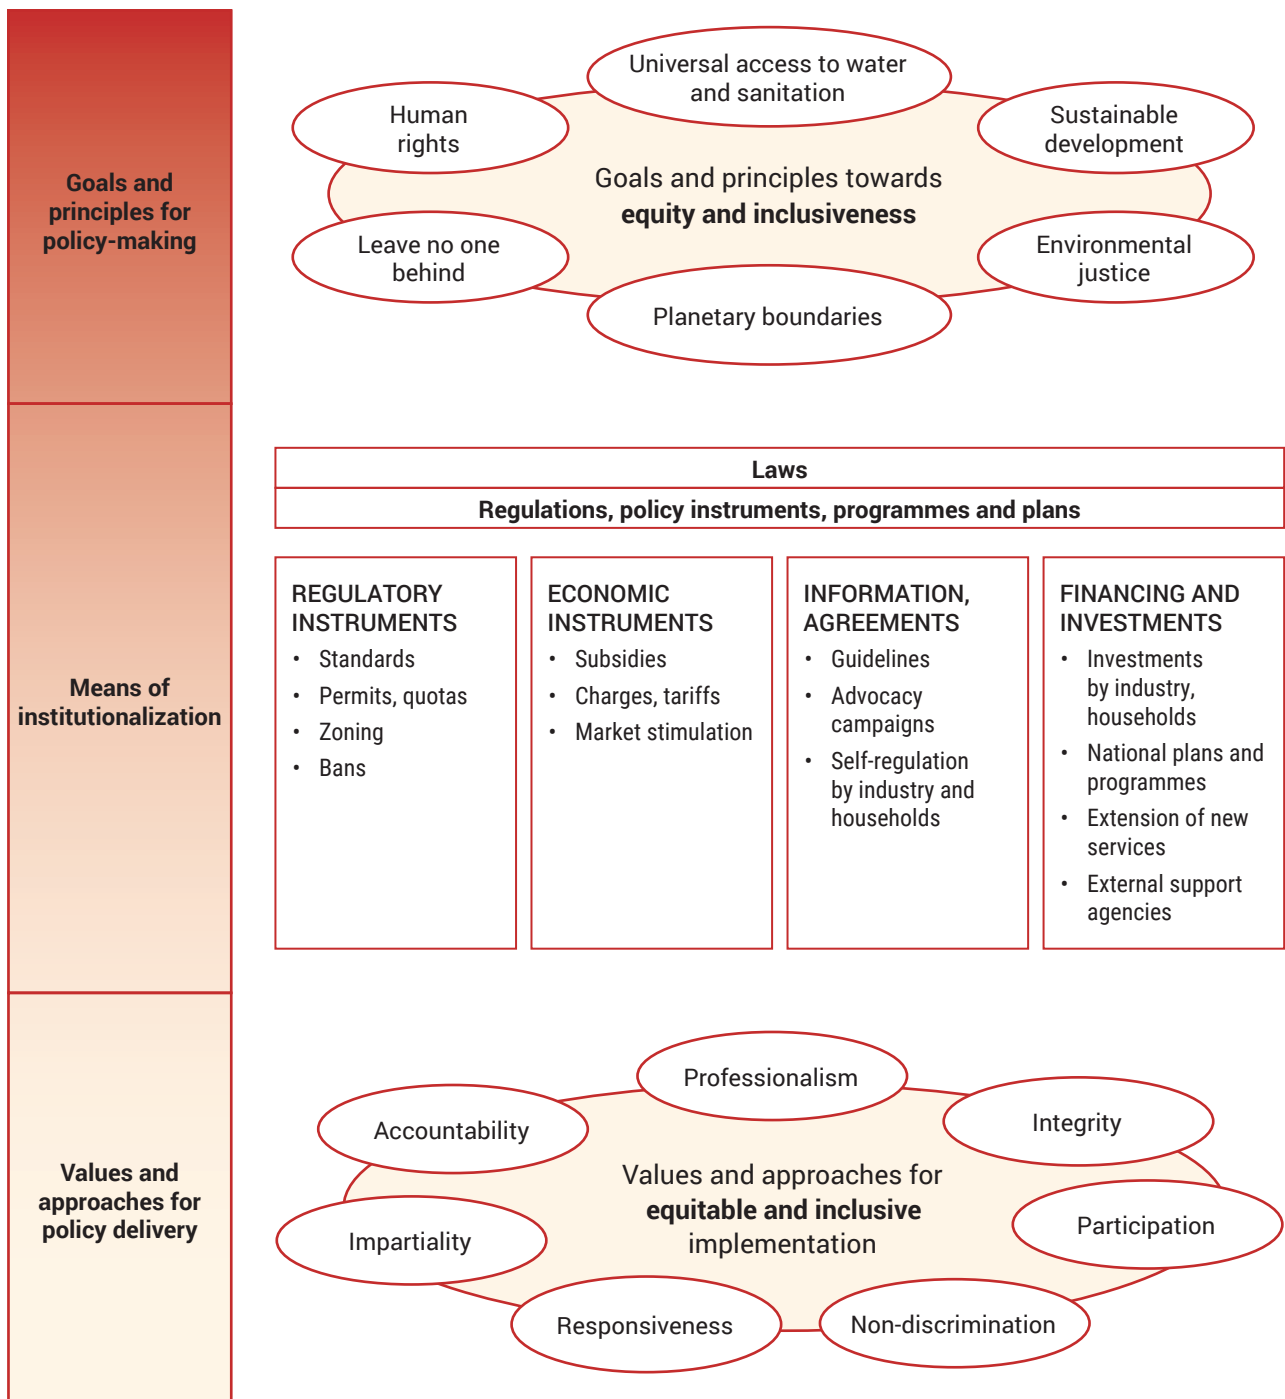 Goals and
principles for
policy-making
Universal access to water
and sanitation
Human
rights
Sustainable
development
Goals and principles towards
equity and inclusiveness
Leave no one
behind
Environmental
justice
Planetary boundaries
Means of
institutionalization
Laws
Regulations, policy instruments, programmes and plans
REGULATORY
INSTRUMENTS
• Standards
• Permits, quotas
• Zoning
• Bans
ECONOMIC
INSTRUMENTS
• Subsidies
• Charges, tariffs
• Market stimulation
INFORMATION,
AGREEMENTS
• Guidelines
• Advocacy
campaigns
• Self-regulation
by industry and
households
FINANCING AND
INVESTMENTS
• Investments
by industry,
households
• National plans and
programmes
• Extension of new
services
• External support
agencies
Values and
approaches for
policy delivery
Professionalism
Accountability
Integrity
Values and approaches for
equitable and inclusive
implementation
Impartiality
Participation
Responsiveness
Non-discrimination